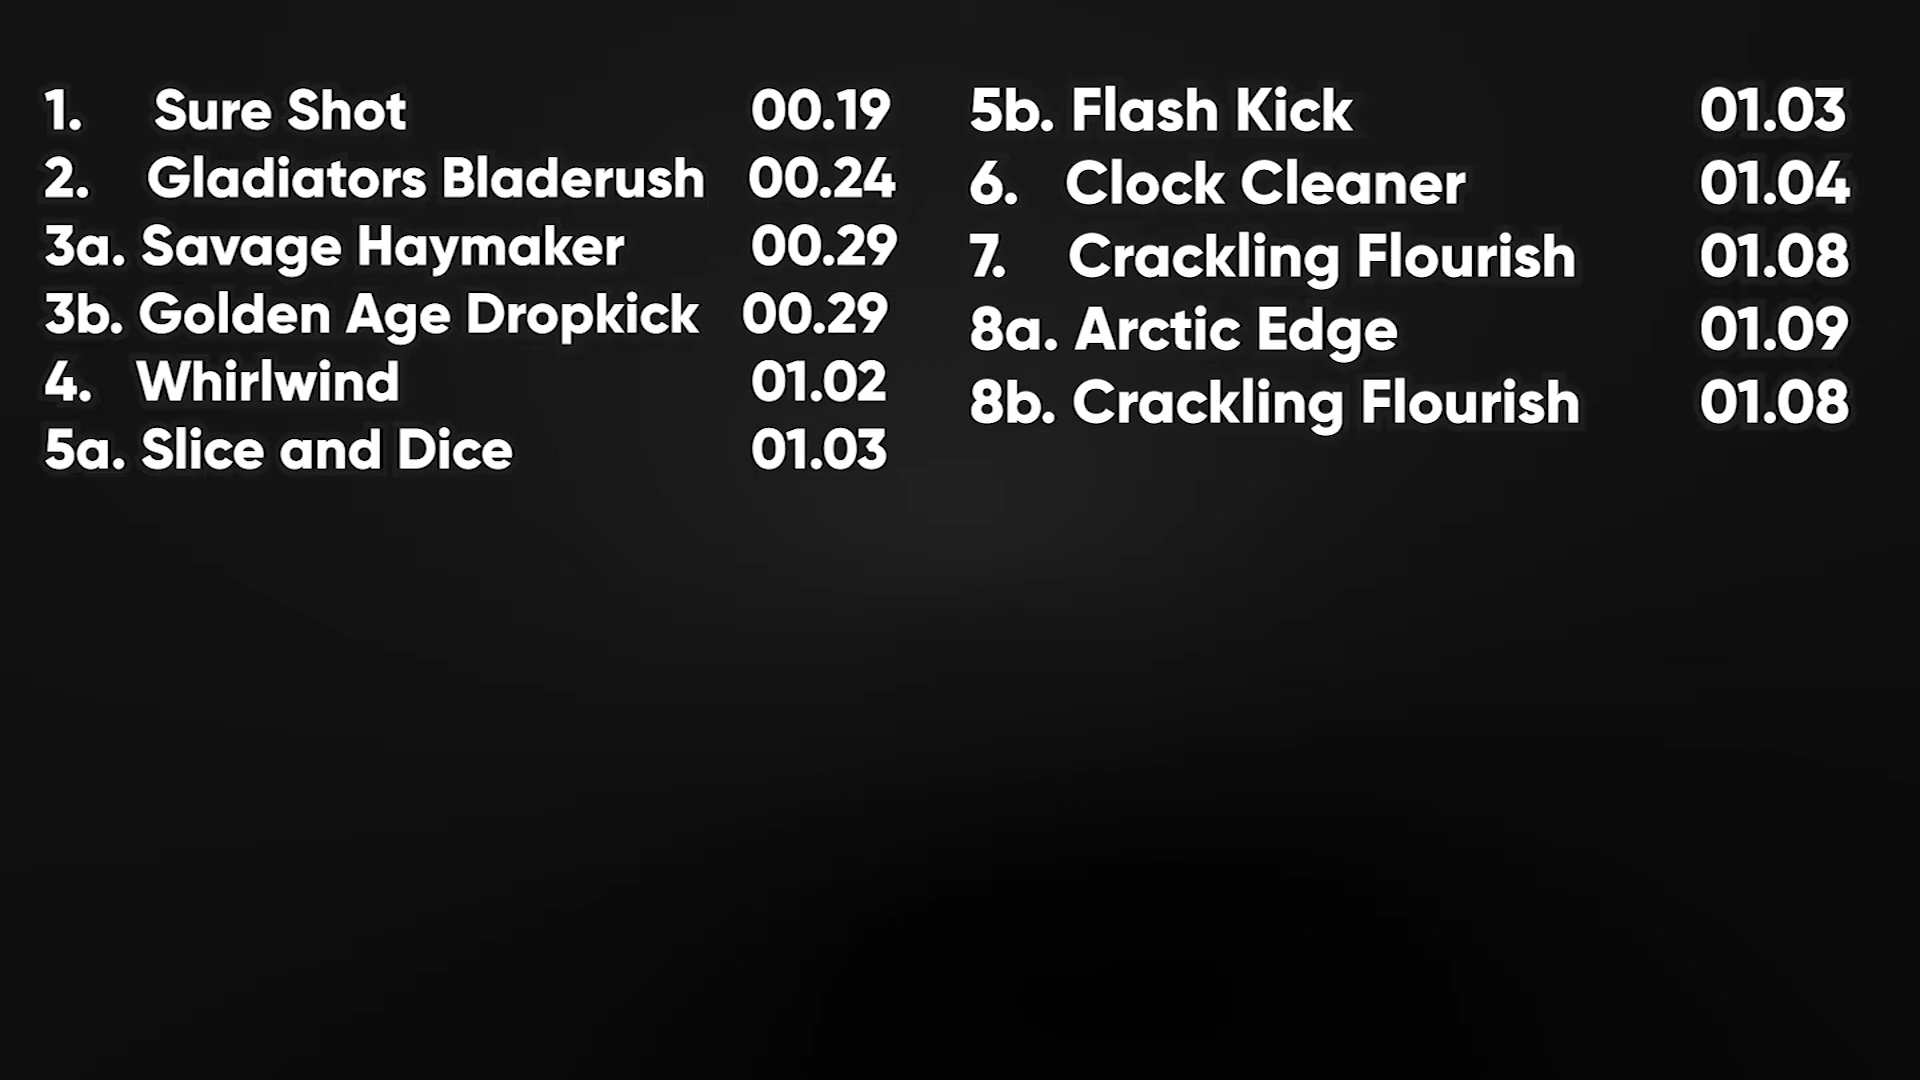 1. Sure Shot 00.19
2. Gladiators Bladerush 00.24
3a. Savage Haymaker 00.29
3b. Golden Age Dropkick 00.29
4. Whirlwind 01.02
5a. Slice and Dice 01.03
5b. Flash Kick 01.03
6. Clock Cleaner 01.04
7. Crackling Flourish 01.08
8a. Arctic Edge 01.09
8b. Crackling Flourish 01.08